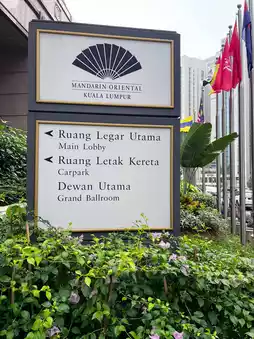 MANDARIN ORIENTAL
KUALA LUMPUR
Ruang Legar Utama
Main Lobby
Ruang Letak Kereta
Carpark
Dewan Utama
Grand Ballroom